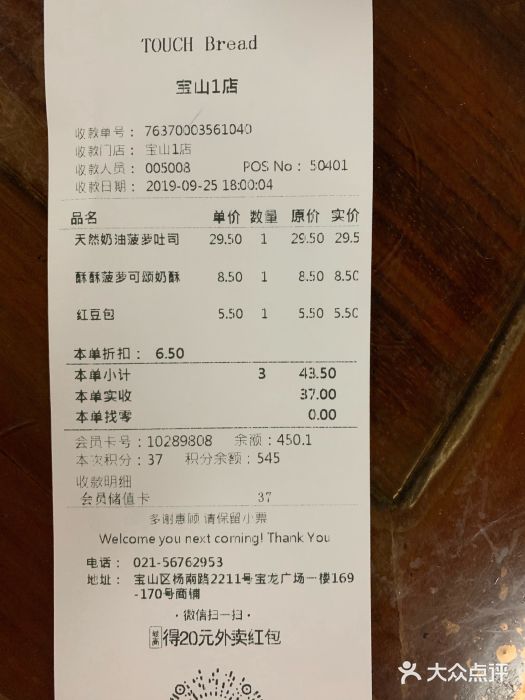 TOUCH Bread
宝山1店
收款单号： 76370003561040
收款门店： 宝山1店
收款人员： 005008 POS No： 50401
收款日期： 2019-09-25 18:00:04
品名 单价 数量 原价 实价
天然奶油菠萝吐司 29.50 1 29.50 29.5
酥酥菠萝可颂奶酥 8.50 1 8.50 8.50
红豆包 5.50 1 5.50 5.50
本单折扣： 6.50
本单小计 3 43.50
本单实收 37.00
本单找零 0.00
会员卡号：10289808 余额：450.1
本次积分：37 积分余额：545
收款明细
会员储值卡 37
多谢惠顾 请保留小票
Welcome you next coming! Thank You
电话： 021-56762953
地址： 宝山区杨南路2211号宝龙广场一楼169
-170号商铺
·微信扫一扫·
最高得20元外卖红包
大众点评